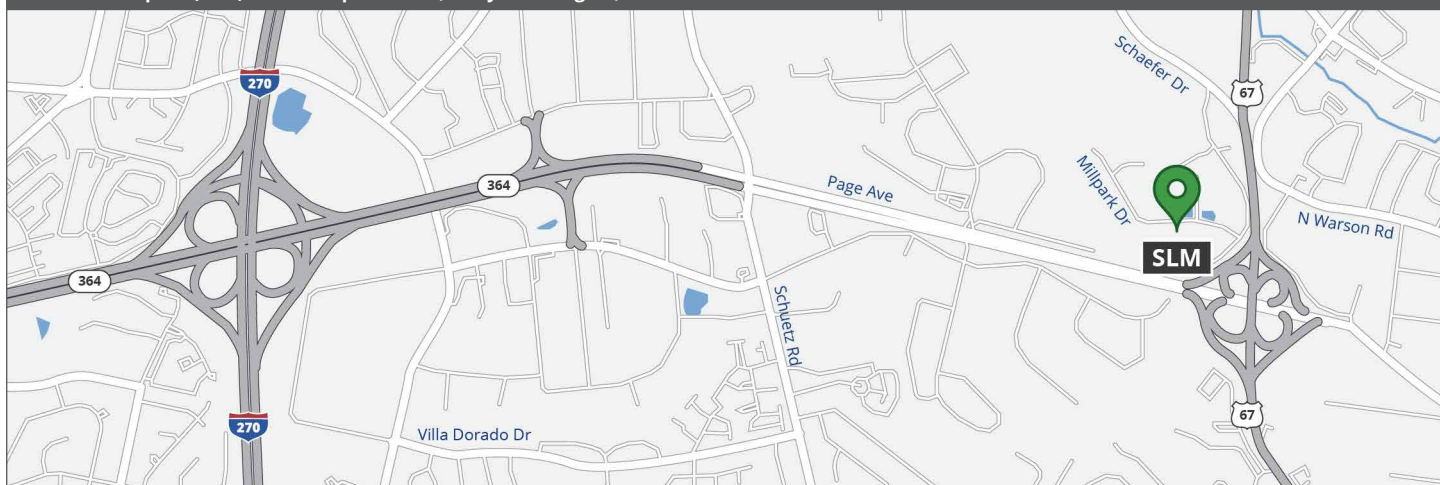 Schaefer Dr
270
67
364
Page Ave
Millpark Dr
N Warson Rd
SLM
364
Schuetz Rd
67
270
Villa Dorado Dr